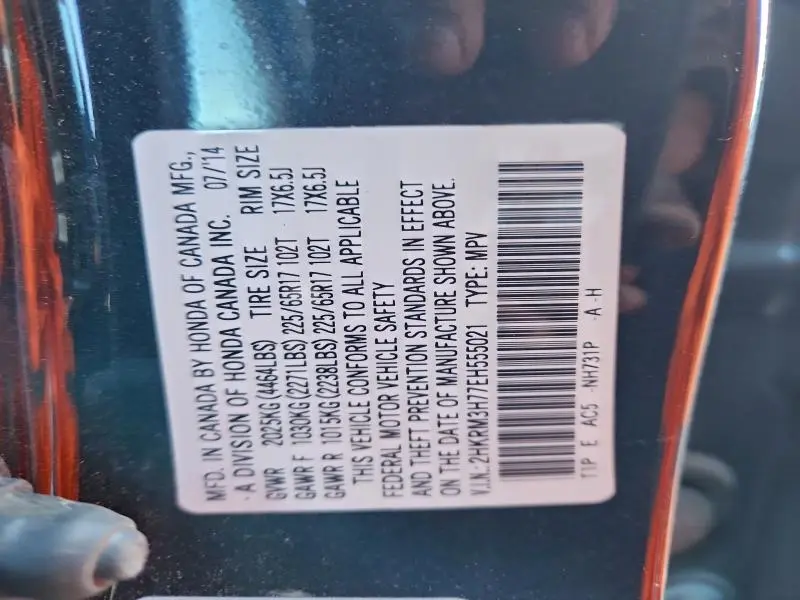 MFD. IN CANADA BY HONDA OF CANADA MFG.,
-A DIVISION OF HONDA CANADA INC. 07/'14
GVWR 2025KG(4464LBS) TIRE SIZE RIM SIZE
GAWR F 1030KG(2271LBS) 225/65R17 102T 17X6.5J
GAWR R 1015KG(2238LBS) 225/65R17 102T 17X6.5J
THIS VEHICLE CONFORMS TO ALL APPLICABLE
FEDERAL MOTOR VEHICLE SAFETY
AND THEFT PREVENTION STANDARDS IN EFFECT
ON THE DATE OF MANUFACTURE SHOWN ABOVE.
V.I.N.: 2HKRM3H77EH555021 TYPE: MPV
T1P E AC5 -NH731P -A -H